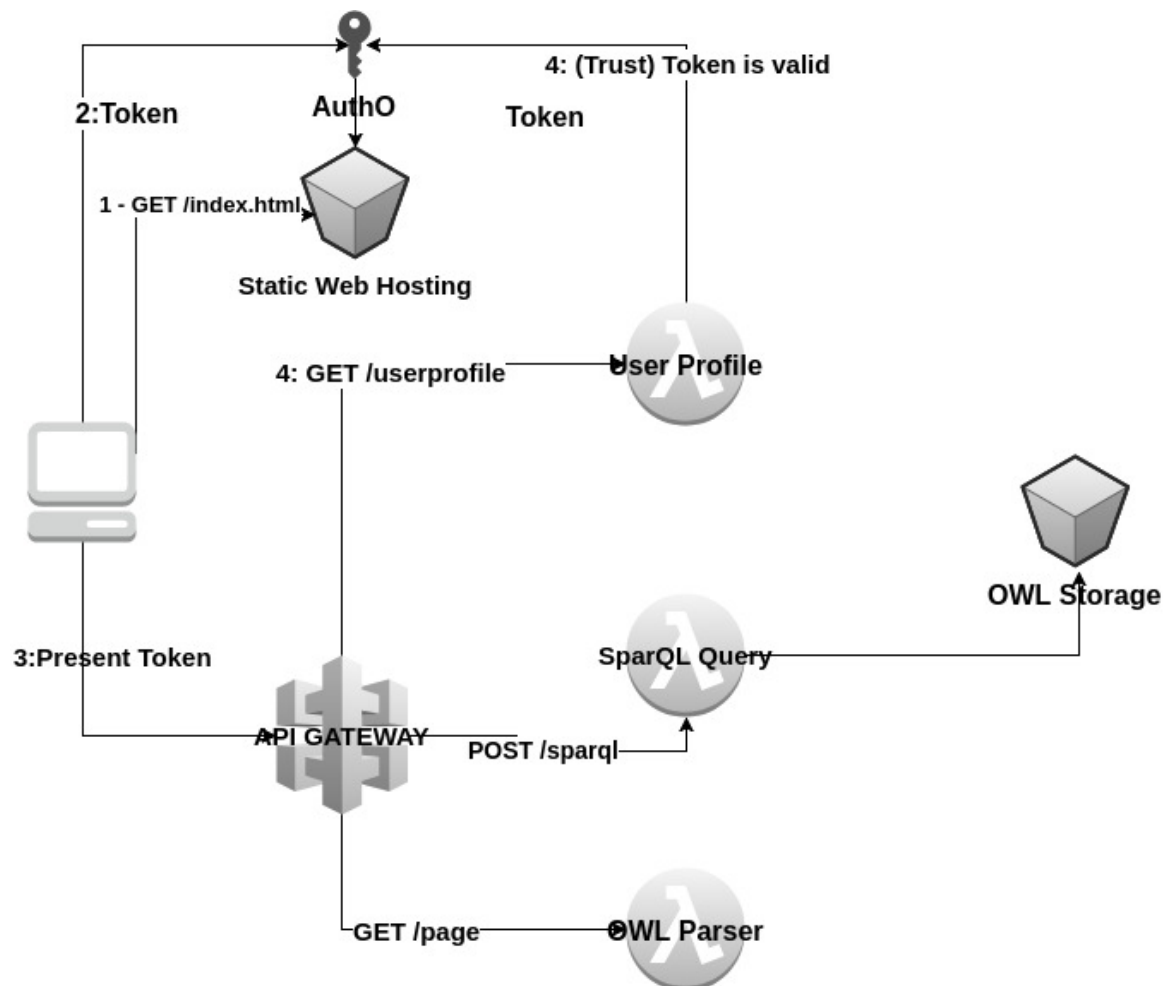 4: (Trust) Token is valid
2:Token
AuthO
Token
1 - GET /index.html
Static Web Hosting
4: GET /userprofile
User Profile
OWL Storage
3:Present Token
SparQL Query
API GATEWAY
POST /sparql
GET /page
OWL Parser